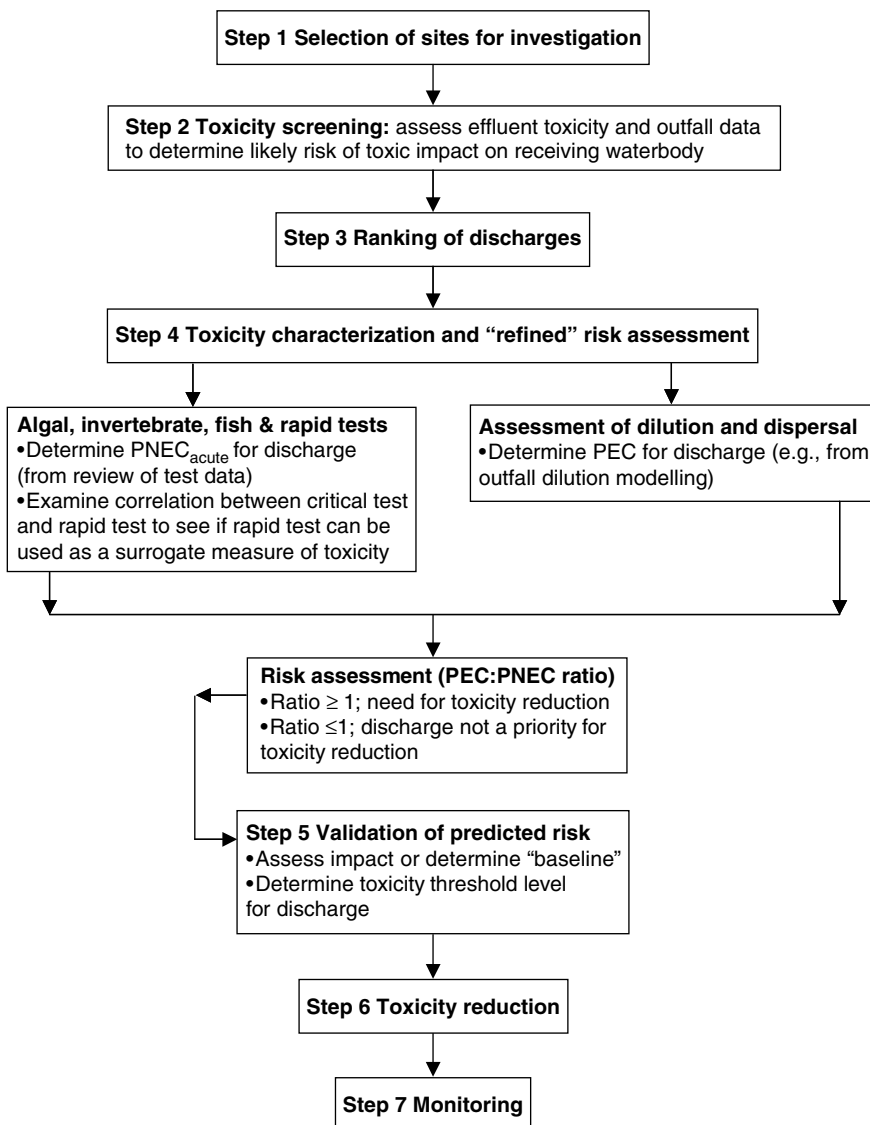 Step 1 Selection of sites for investigation
Step 2 Toxicity screening: assess effluent toxicity and outfall data
to determine likely risk of toxic impact on receiving waterbody
Step 3 Ranking of discharges
Step 4 Toxicity characterization and “refined” risk assessment
Algal, invertebrate, fish & rapid tests
•Determine PNECacute for discharge
(from review of test data)
•Examine correlation between critical test
and rapid test to see if rapid test can be
used as a surrogate measure of toxicity
Assessment of dilution and dispersal
•Determine PEC for discharge (e.g., from
outfall dilution modelling)
Risk assessment (PEC:PNEC ratio)
•Ratio ≥ 1; need for toxicity reduction
•Ratio ≤1; discharge not a priority for
toxicity reduction
Step 5 Validation of predicted risk
•Assess impact or determine “baseline”
•Determine toxicity threshold level
for discharge
Step 6 Toxicity reduction
Step 7 Monitoring